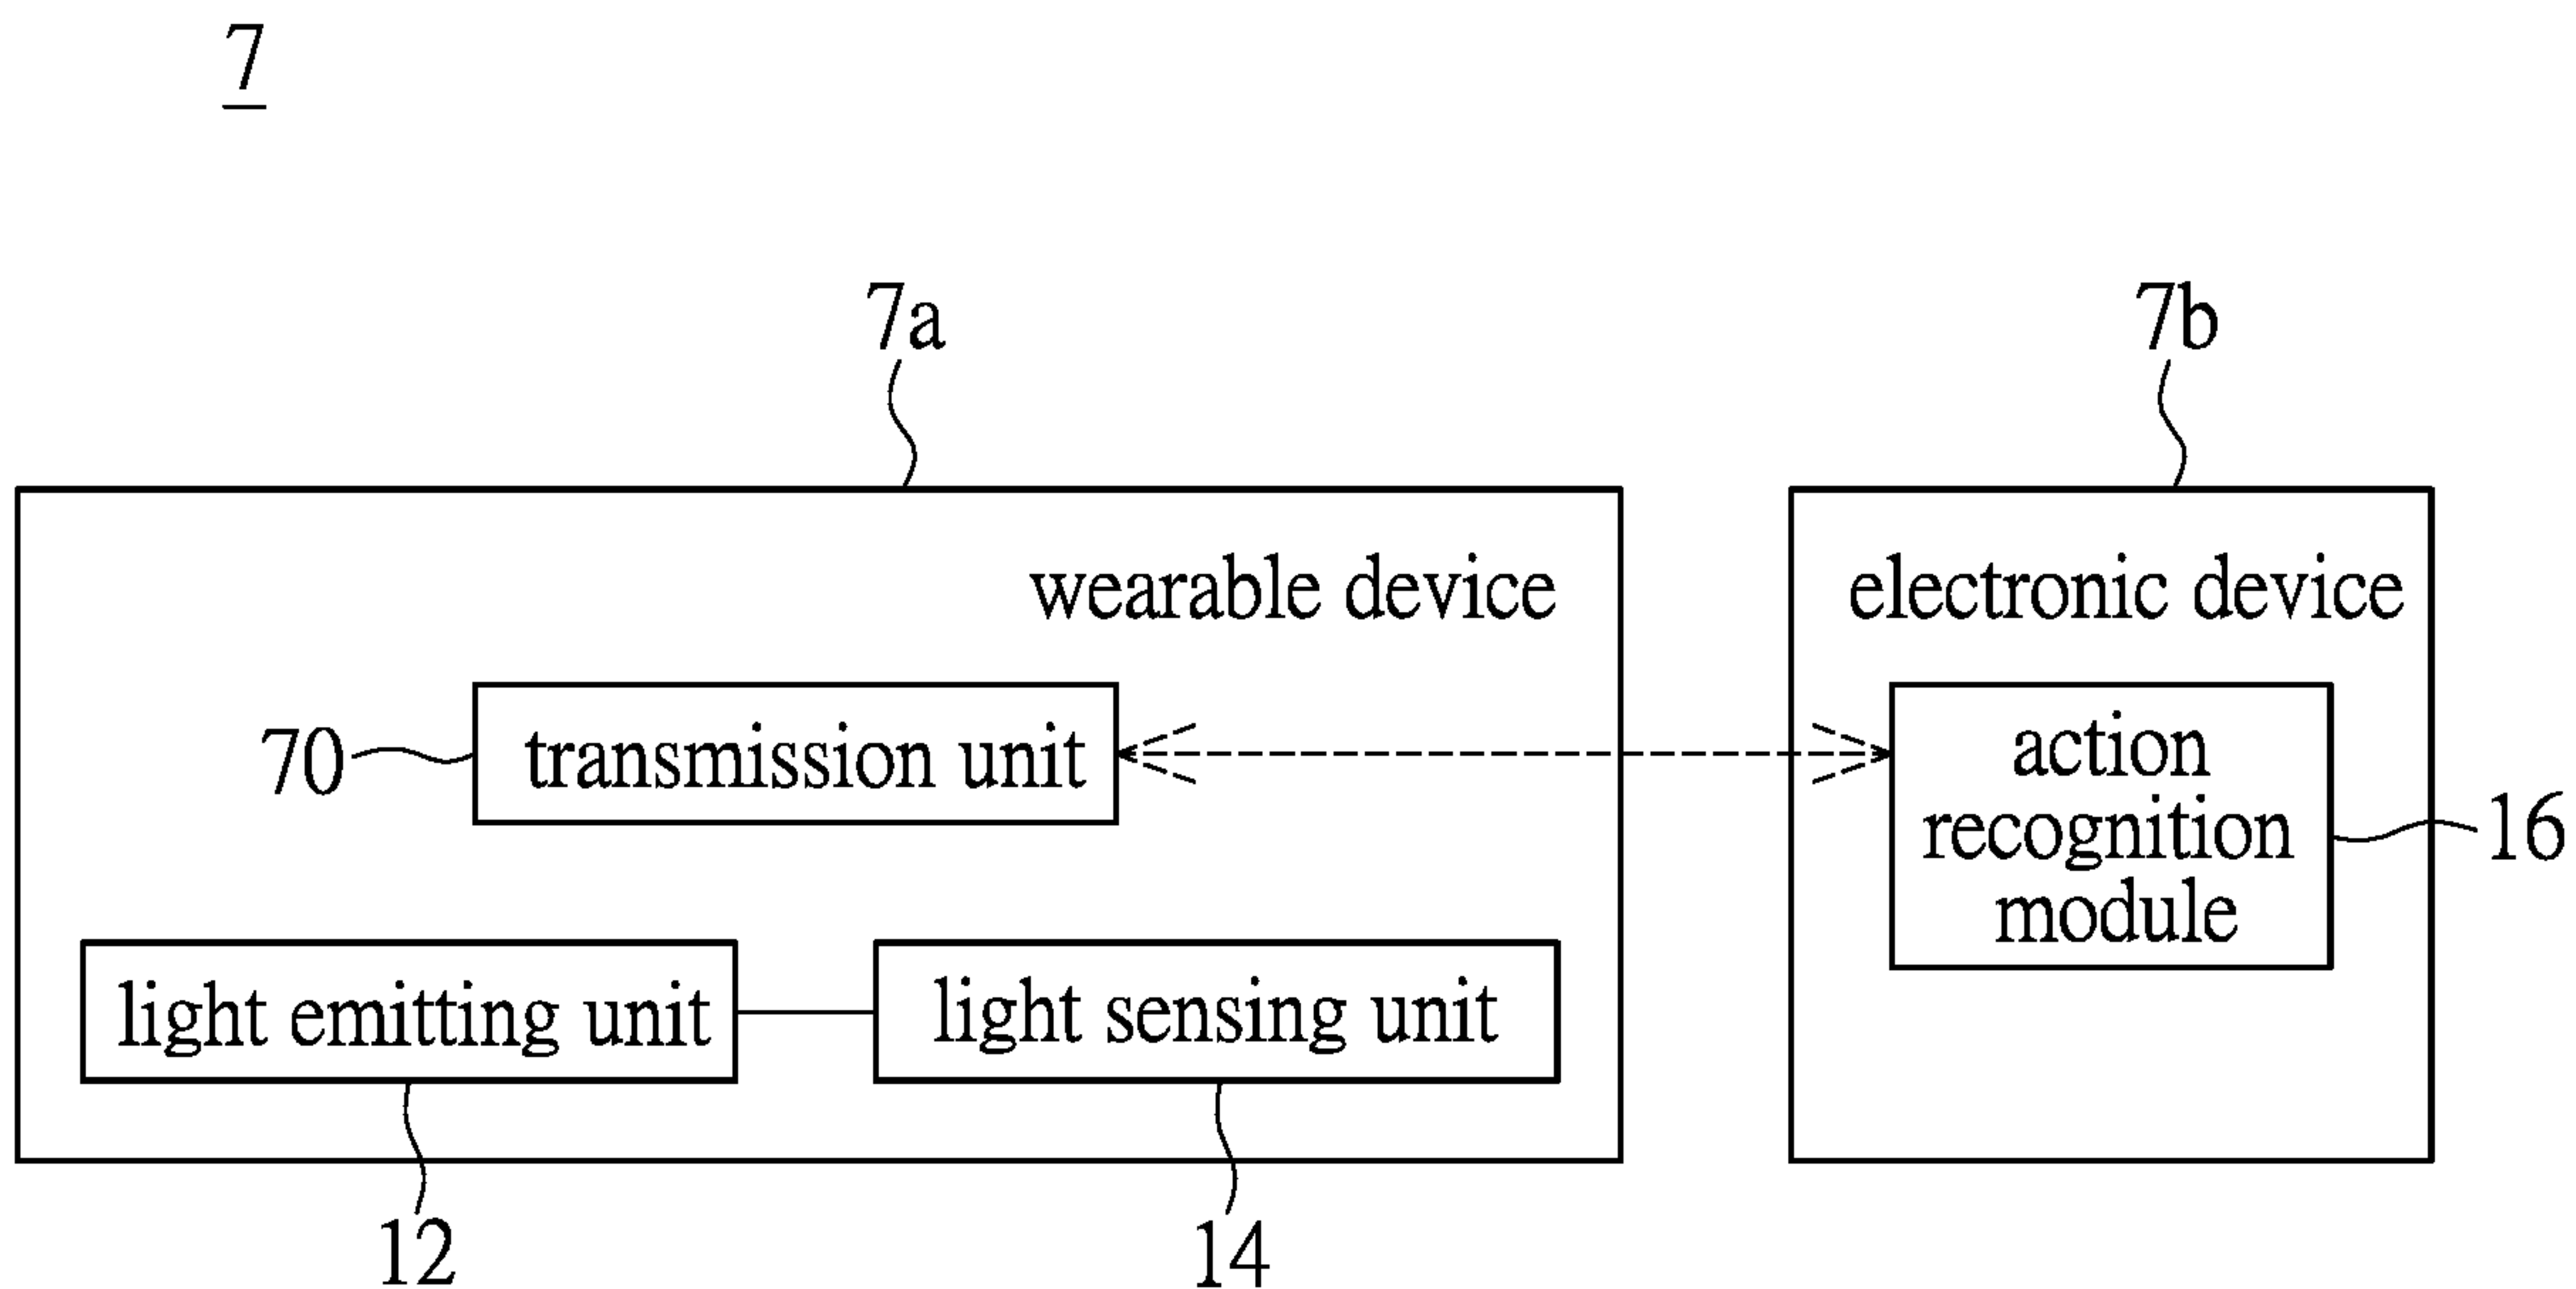 7
7a
7b
wearable device
electronic device
70
transmission unit
action
recognition
module
16
light emitting unit
light sensing unit
12
14